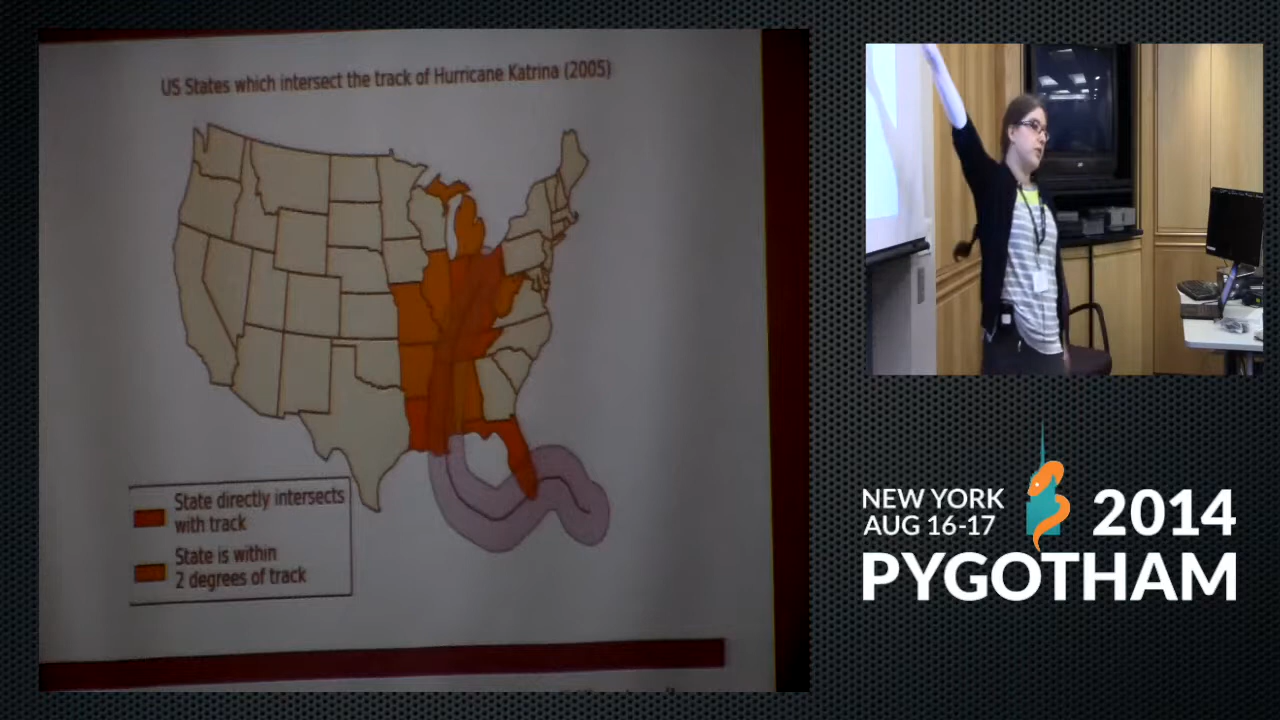 US States which intersect the track of Hurricane Katrina (2005)
State directly intersects
with track
State is within
2 degrees of track
NEW YORK
AUG 16-17
2014
PYGOTHAM